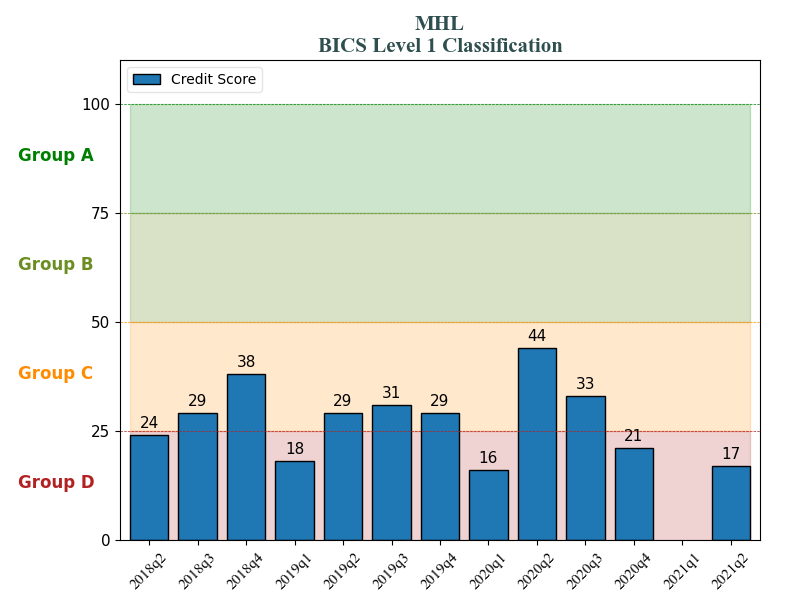 MHL
BICS Level 1 Classification
Credit Score
100
Group A
75
Group B
50
44
38
Group C
33
31
29
29
29
25
24
21
18
17
16
Group D
0
2018q2
2018q3
2018q4
2019q1
2019q2
2019q3
2019q4
2020q1
2020q2
2020q3
2020q4
2021q1
2021q2